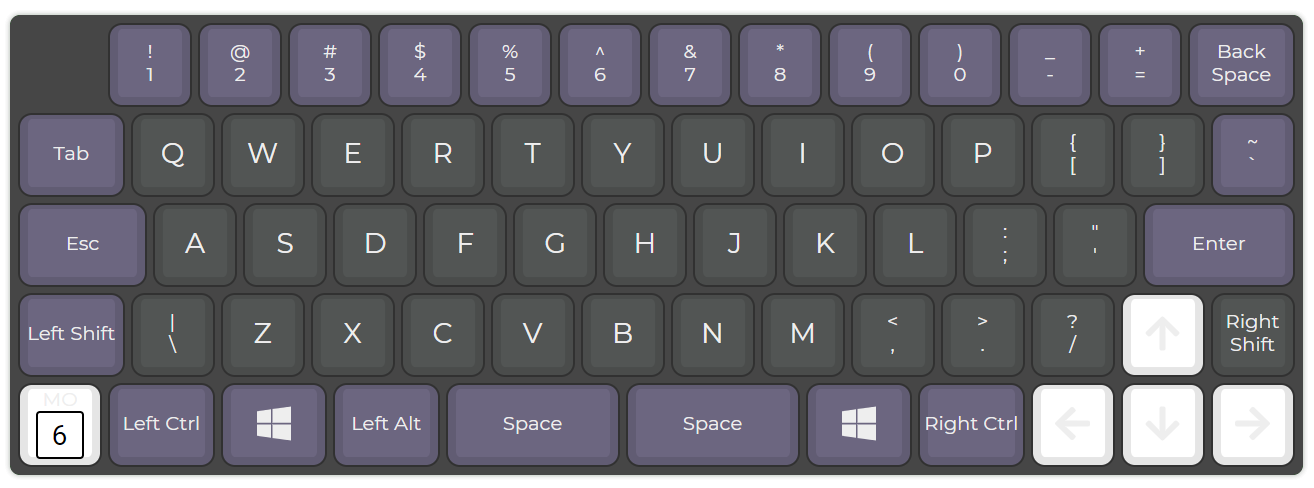 ! @ # $ % ^ & * ( ) _ + Back
1 2 3 4 5 6 7 8 9 0 - = Space
Tab Q W E R T Y U I O P { } ~
[ ] `
Esc A S D F G H J K L : " Enter
; '
Left Shift | Z X C V B N M < > ? Right
\ , . / Shift
MO
6 Left Ctrl Left Alt Space Space Right Ctrl